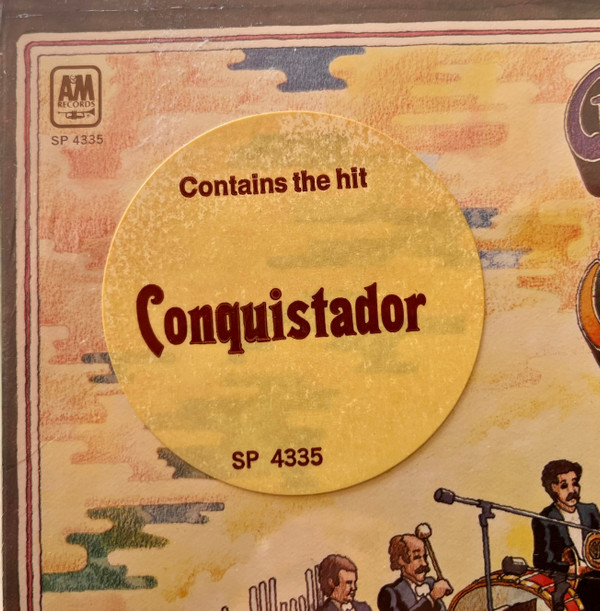 A&M
RECORDS
SP 4335
Contains the hit
Conquistador
SP 4335